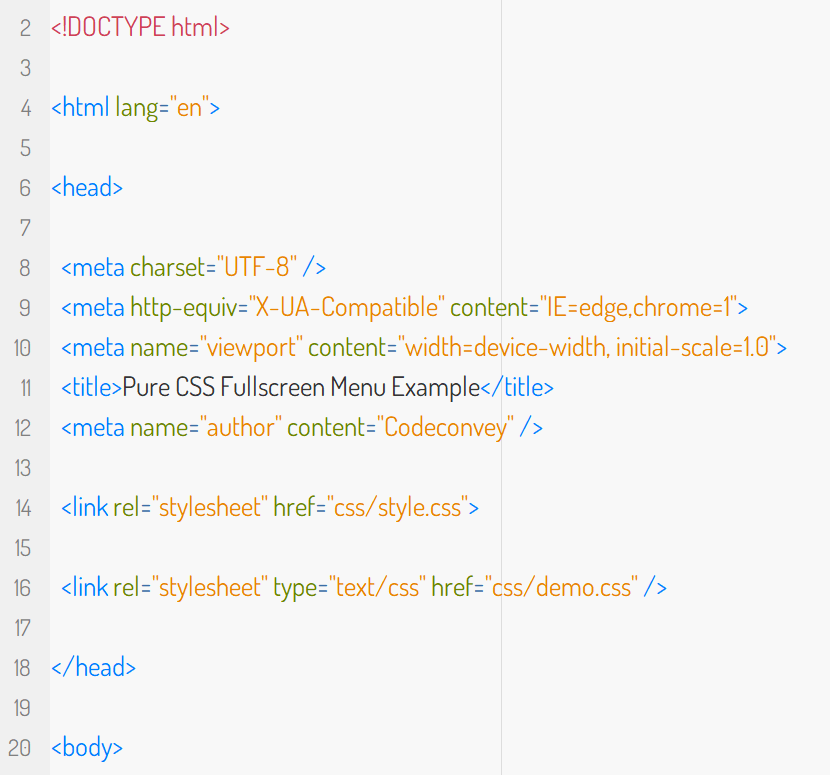 2 <!DOCTYPE html>
3
4 <html lang="en">
5
6 <head>
7
8 <meta charset="UTF-8" />
9 <meta http-equiv="X-UA-Compatible" content="IE=edge,chrome=1">
10 <meta name="viewport" content="width=device-width, initial-scale=1.0">
11 <title>Pure CSS Fullscreen Menu Example</title>
12 <meta name="author" content="Codeconvey" />
13
14 <link rel="stylesheet" href="css/style.css">
15
16 <link rel="stylesheet" type="text/css" href="css/demo.css" />
17
18 </head>
19
20 <body>